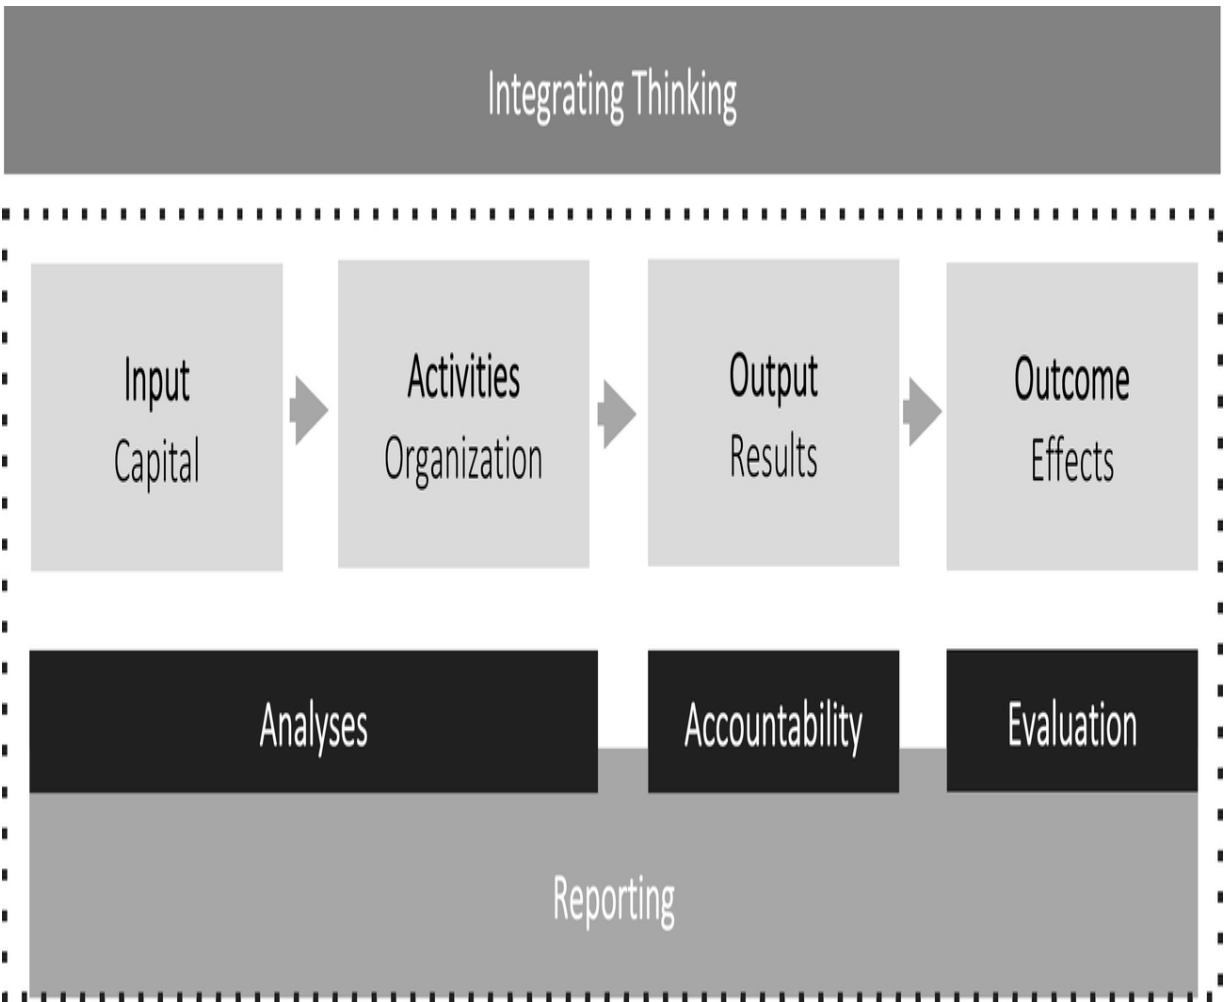 Integrating Thinking
Input
Capital
Activities
Organization
Output
Results
Outcome
Effects
Analyses
Accountability
Evaluation
Reporting